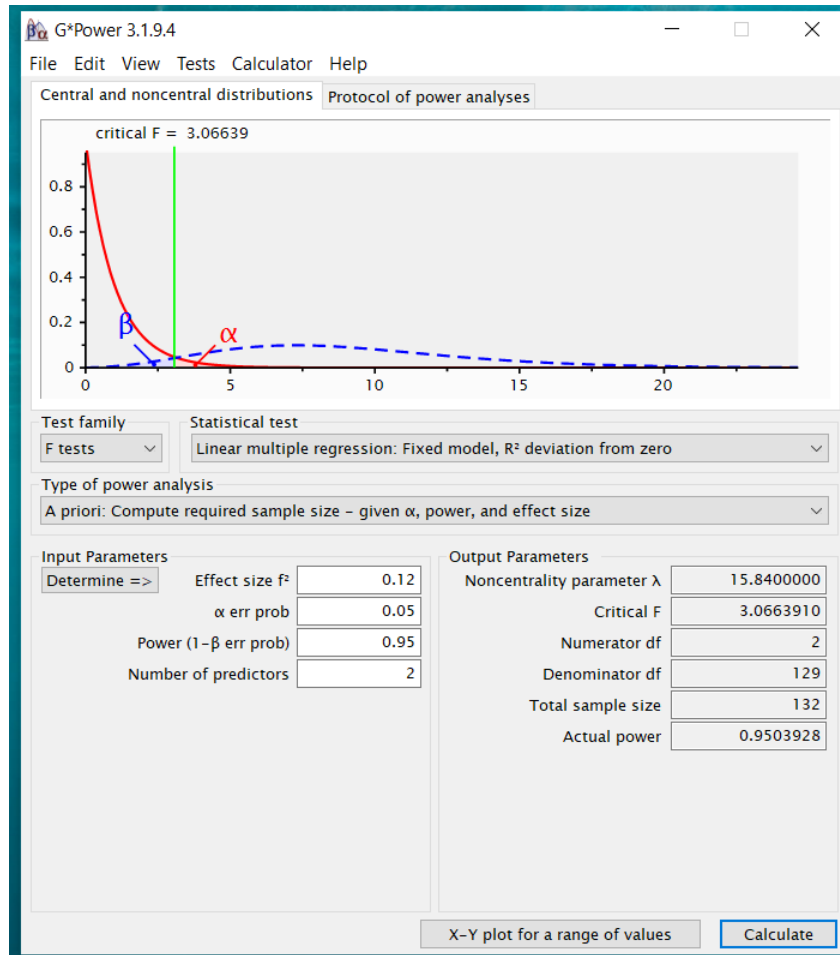 βα G*Power 3.1.9.4
File Edit View Tests Calculator Help
Central and noncentral distributions Protocol of power analyses
critical F = 3.06639
0.8
0.6
0.4
0.2
β α
0
0 5 10 15 20
Test family Statistical test
F tests Linear multiple regression: Fixed model, R² deviation from zero
Type of power analysis
A priori: Compute required sample size – given α, power, and effect size
Input Parameters Output Parameters
Determine => Effect size f² 0.12 Noncentrality parameter λ 15.8400000
α err prob 0.05 Critical F 3.0663910
Power (1–β err prob) 0.95 Numerator df 2
Number of predictors 2 Denominator df 129
Total sample size 132
Actual power 0.9503928
X–Y plot for a range of values Calculate